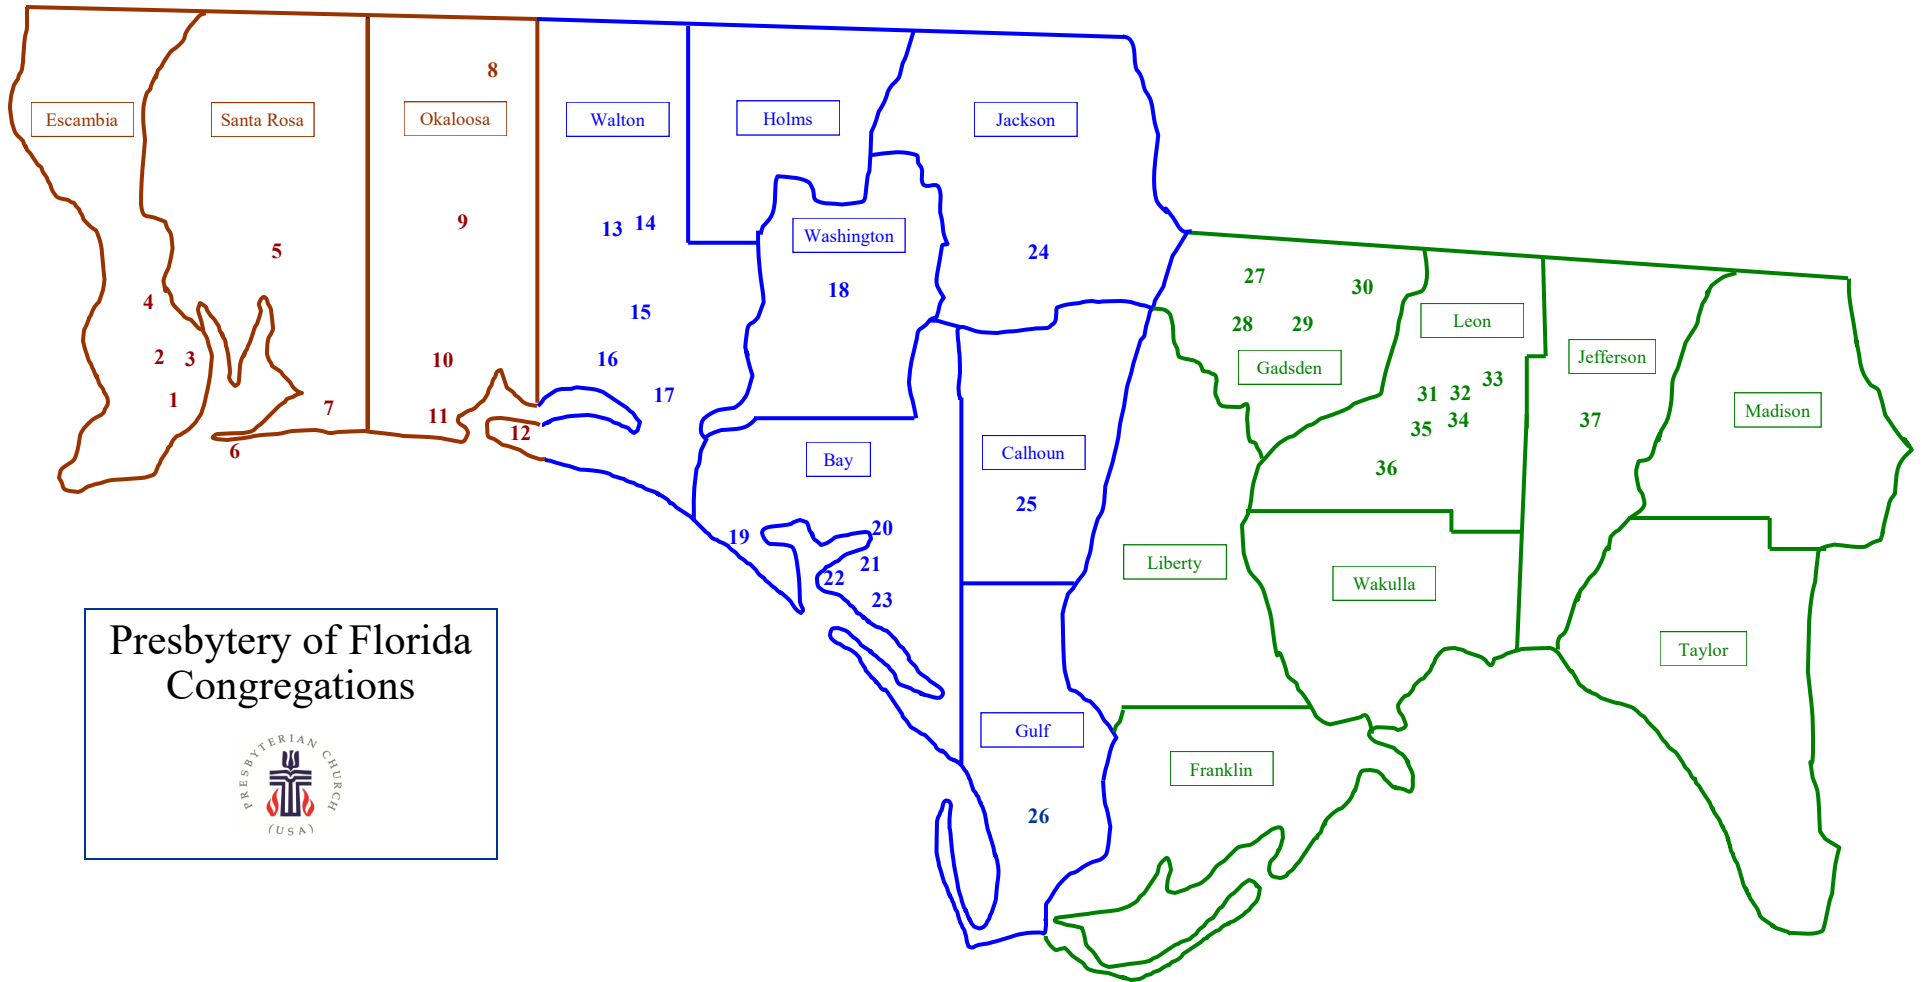 8
Escambia
Santa Rosa
Okaloosa
Walton
Holms
Jackson
9
13
14
Washington
5
24
18
27
30
4
15
28
29
Leon
2
3
10
16
Gadsden
Jefferson
1
7
11
12
17
31
32
33
34
35
37
Madison
6
Bay
Calhoun
36
25
19
20
21
22
23
Liberty
Wakulla
Taylor
Gulf
Franklin
26
Presbytery of Florida
Congregations
PRESBYTERIAN CHURCH
(USA)